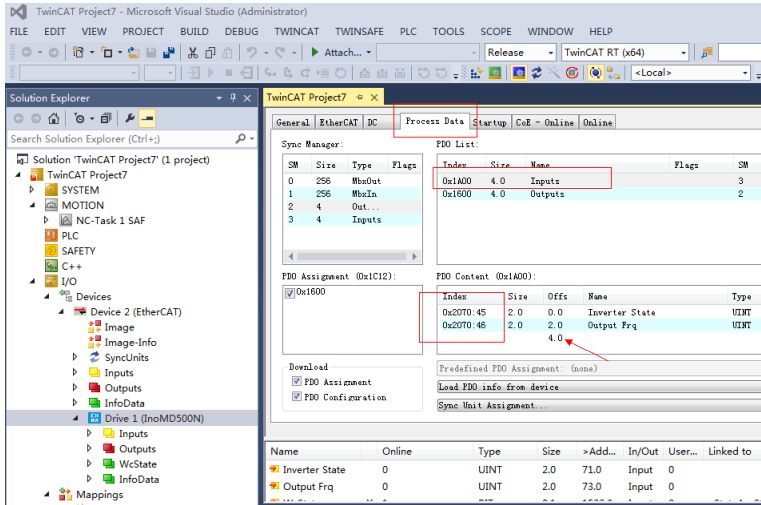 TwinCAT Project7 - Microsoft Visual Studio (Administrator)
FILE EDIT VIEW PROJECT BUILD DEBUG TWINCAT TWINSAFE PLC TOOLS SCOPE WINDOW HELP
Attach... Release TwinCAT RT (x64)
<Local>
Solution Explorer
Search Solution Explorer (Ctrl+;)
Solution 'TwinCAT Project7' (1 project)
TwinCAT Project7
SYSTEM
MOTION
NC-Task 1 SAF
PLC
SAFETY
C++
I/O
Devices
Device 2 (EtherCAT)
Image
Image-Info
SyncUnits
Inputs
Outputs
InfoData
Drive 1 (InoMD500N)
Inputs
Outputs
WcState
InfoData
Mappings
TwinCAT Project7
General EtherCAT DC Process Data Startup CoE - Online Online
Sync Manager:
SM Size Type Flags
0 256 MbxOut
1 256 MbxIn
2 4 Out...
3 4 Inputs
PDO List:
Index Size Name Flags SM
0x1A00 4.0 Inputs 3
0x1600 4.0 Outputs 2
PDO Assignment (0x1C12):
0x1600
PDO Content (0x1A00):
Index Size Offs Name Type
0x2070:45 2.0 0.0 Inverter State UINT
0x2070:46 2.0 2.0 Output Frq UINT
4.0
Download
PDO Assignment
PDO Configuration
Predefined PDO Assignment: (none)
Load PDO info from device
Sync Unit Assignment...
Name Online Type Size >Add... In/Out User... Linked to
Inverter State 0 UINT 2.0 71.0 Input 0
Output Frq 0 UINT 2.0 73.0 Input 0